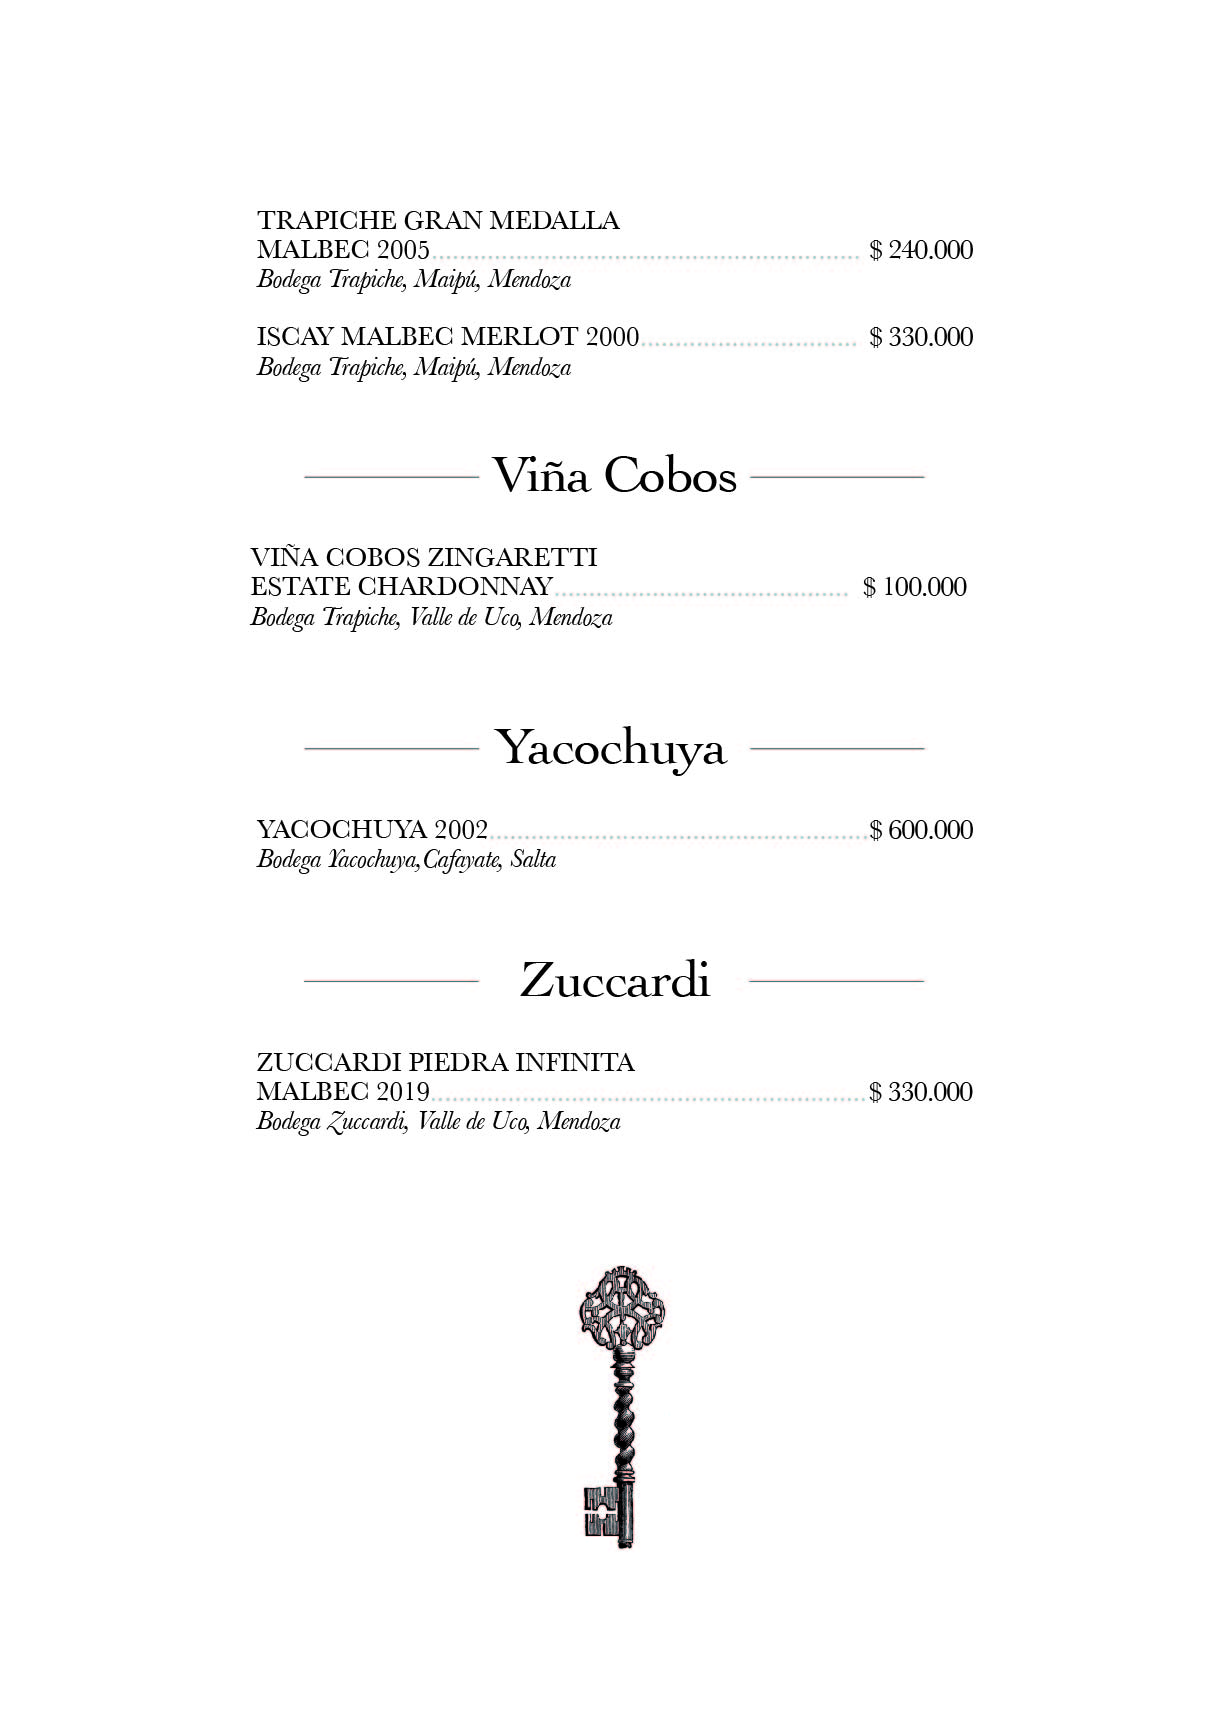 TRAPICHE GRAN MEDALLA
MALBEC 2005 $ 240.000
Bodega Trapiche, Maipú, Mendoza
ISCAY MALBEC MERLOT 2000 $ 330.000
Bodega Trapiche, Maipú, Mendoza
Viña Cobos
VIÑA COBOS ZINGARETTI
ESTATE CHARDONNAY $ 100.000
Bodega Trapiche, Valle de Uco, Mendoza
Yacochuya
YACOCHUYA 2002 $ 600.000
Bodega Yacochuya,Cafayate, Salta
Zuccardi
ZUCCARDI PIEDRA INFINITA
MALBEC 2019 $ 330.000
Bodega Zuccardi, Valle de Uco, Mendoza